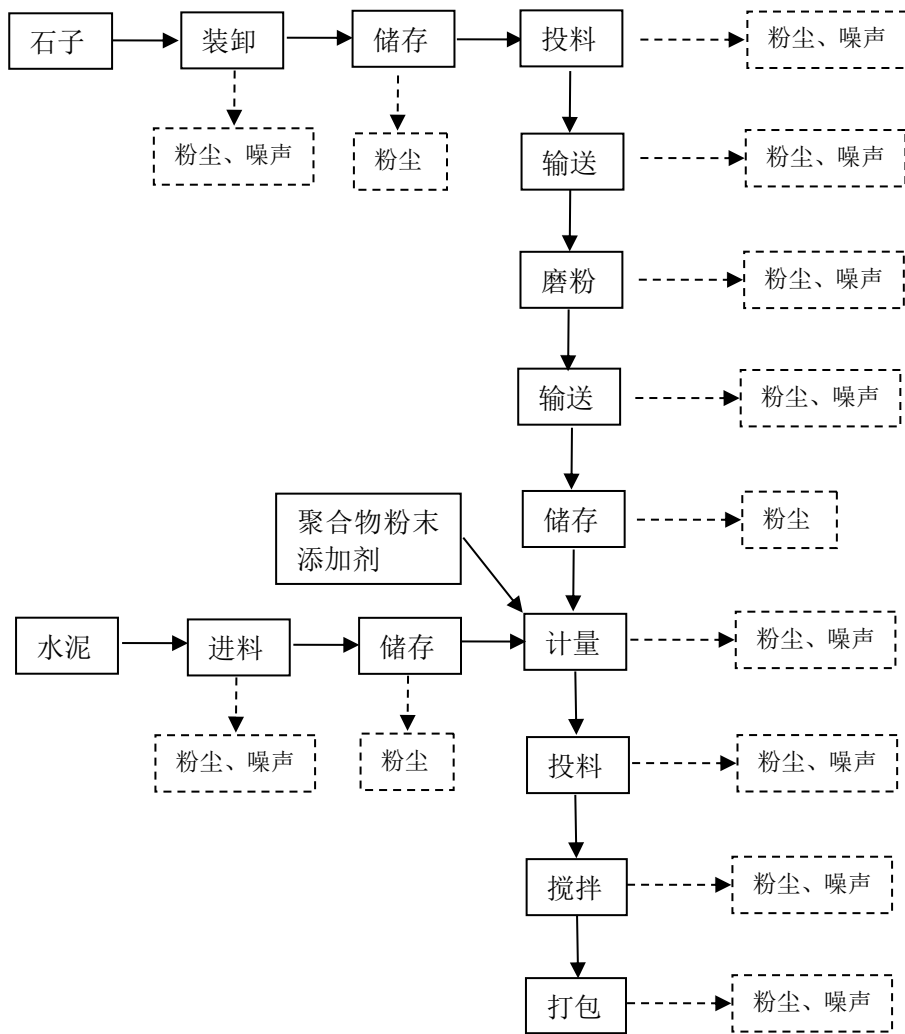 石子
装卸
储存
投料
粉尘、噪声
粉尘、噪声
粉尘
输送
粉尘、噪声
磨粉
粉尘、噪声
输送
粉尘、噪声
聚合物粉末
添加剂
储存
粉尘
水泥
进料
储存
计量
粉尘、噪声
粉尘、噪声
粉尘
投料
粉尘、噪声
搅拌
粉尘、噪声
打包
粉尘、噪声